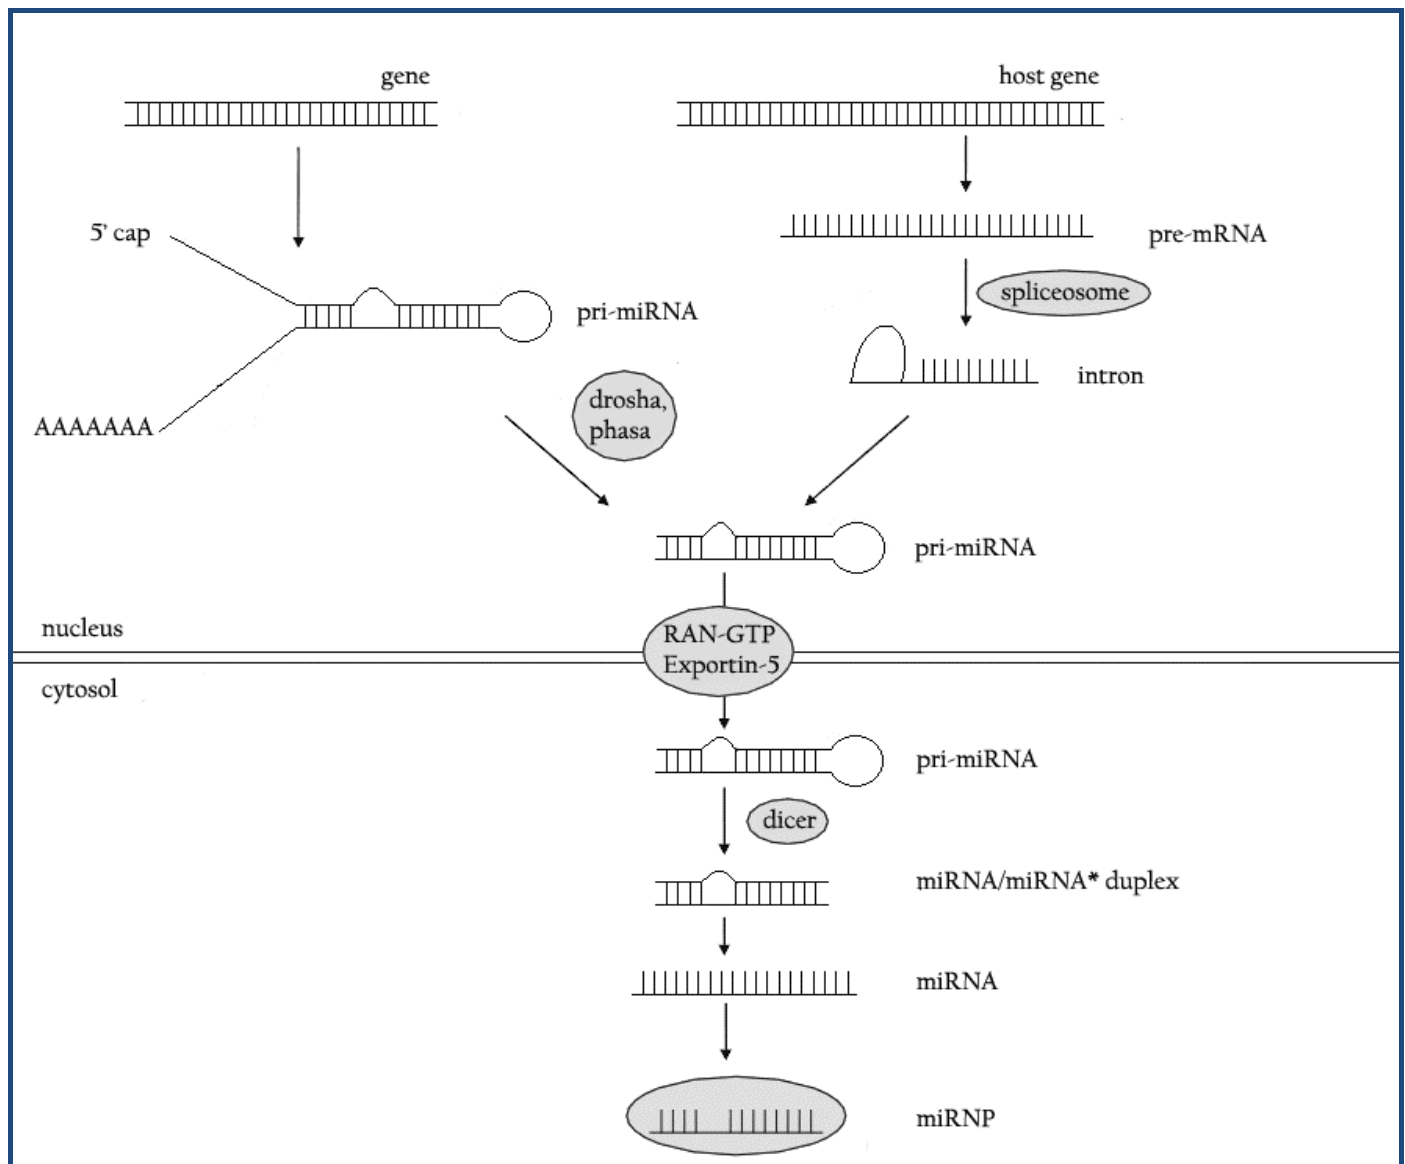 gene
host gene
5' cap
pre-mRNA
spliceosome
pri-miRNA
intron
drosha,
phasa
AAAAAAA
pri-miRNA
nucleus
RAN-GTP
Exportin-5
cytosol
pri-miRNA
dicer
miRNA/miRNA* duplex
miRNA
miRNP